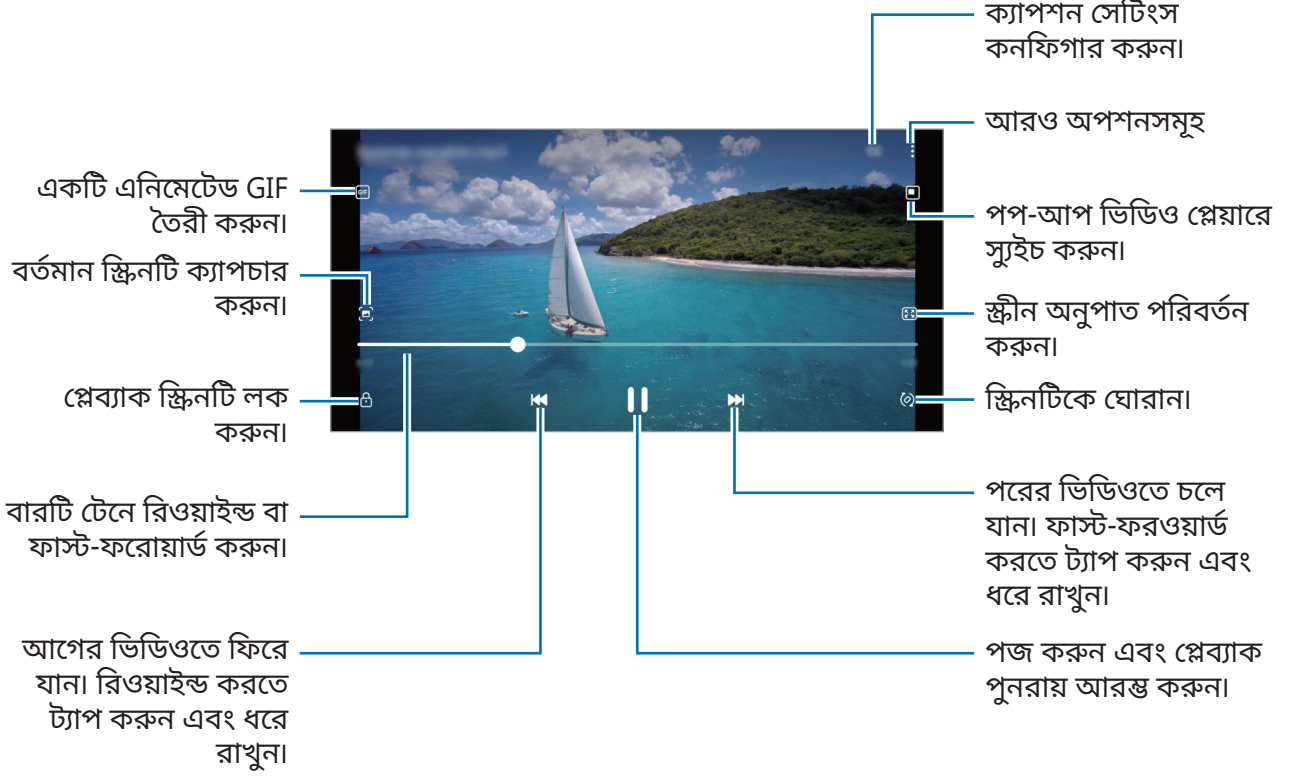 ক্যাপশন সেটিংস
কনফিগার করুন।
আরও অপশনসমূহ
একটি এনিমেটেড GIF
তৈরী করুন।
GIF
পপ-আপ ভিডিও প্লেয়ারে
স্যুইচ করুন।
বর্তমান স্ক্রিনটি ক্যাপচার
করুন।
স্ক্রীন অনুপাত পরিবর্তন
করুন।
প্লেব্যাক স্ক্রিনটি লক
করুন।
স্ক্রিনটিকে ঘোরান।
বারটি টেনে রিওয়াইন্ড বা
ফাস্ট-ফরোয়ার্ড করুন।
পরের ভিডিওতে চলে
যান। ফাস্ট-ফরওয়ার্ড
করতে ট্যাপ করুন এবং
ধরে রাখুন।
আগের ভিডিওতে ফিরে
যান। রিওয়াইন্ড করতে
ট্যাপ করুন এবং ধরে
রাখুন।
পজ করুন এবং প্লেব্যাক
পুনরায় আরম্ভ করুন।